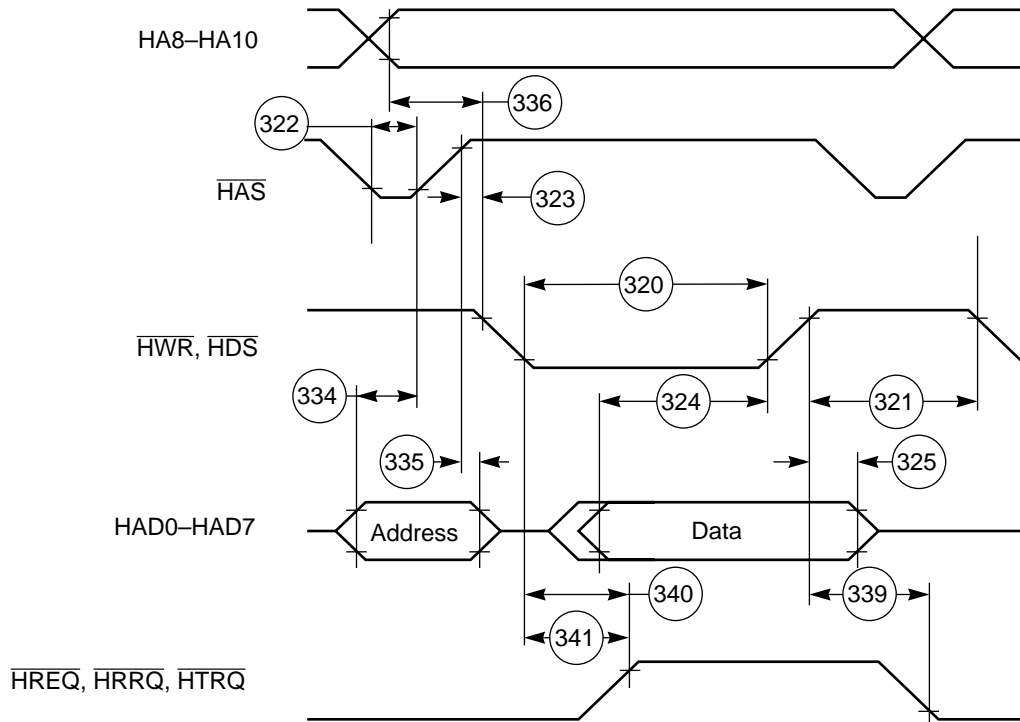 HA8–HA10
336
322
HAS
323
320
HWR, HDS
334
324
321
335
325
HAD0–HAD7
Address
Data
340
339
341
HREQ, HRRQ, HTRQ